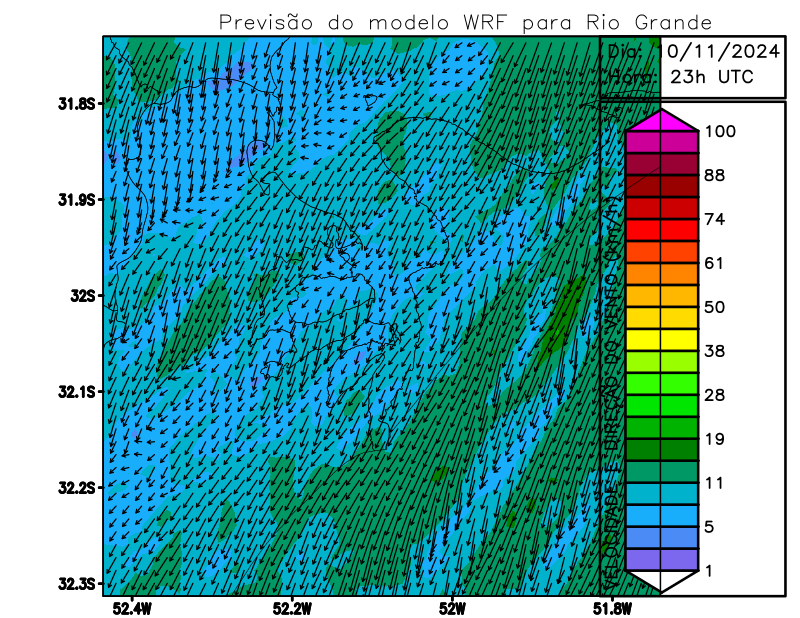 Previsão do modelo WRF para Rio Grande
Dia: 10/11/2024
Hora: 23h UTC
VELOCIDADE E DIREÇÃO DO VENTO (km/h)
100
88
74
61
50
38
28
19
11
5
1
31.8S
31.9S
32S
32.1S
32.2S
32.3S
52.4W
52.2W
52W
51.8W